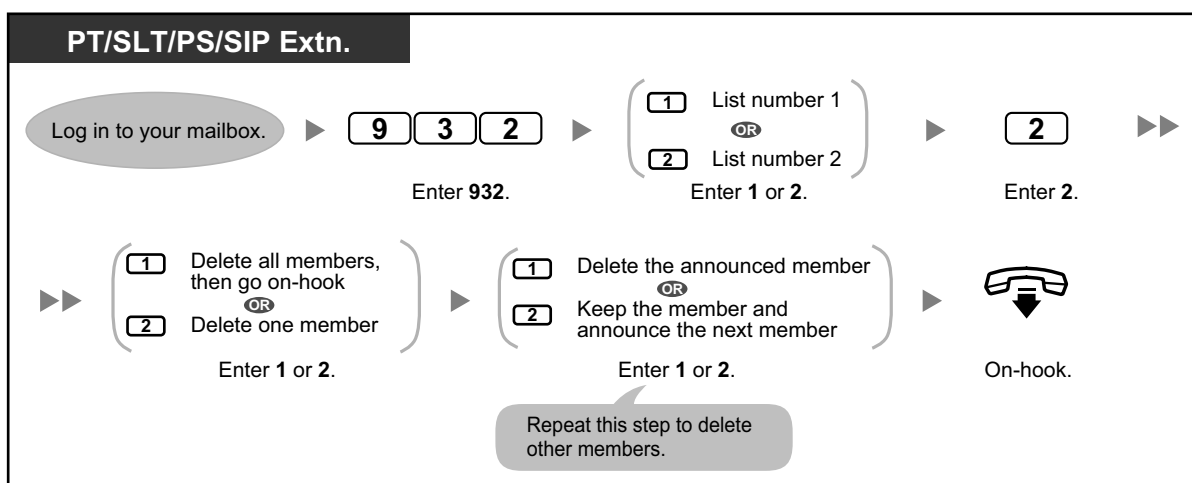 PT/SLT/PS/SIP Extn.
Log in to your mailbox.
9 3 2
Enter 932.
1 List number 1
OR
2 List number 2
Enter 1 or 2.
2
Enter 2.
1 Delete all members,
then go on-hook
OR
2 Delete one member
Enter 1 or 2.
1 Delete the announced member
OR
2 Keep the member and
announce the next member
Enter 1 or 2.
Repeat this step to delete
other members.
On-hook.